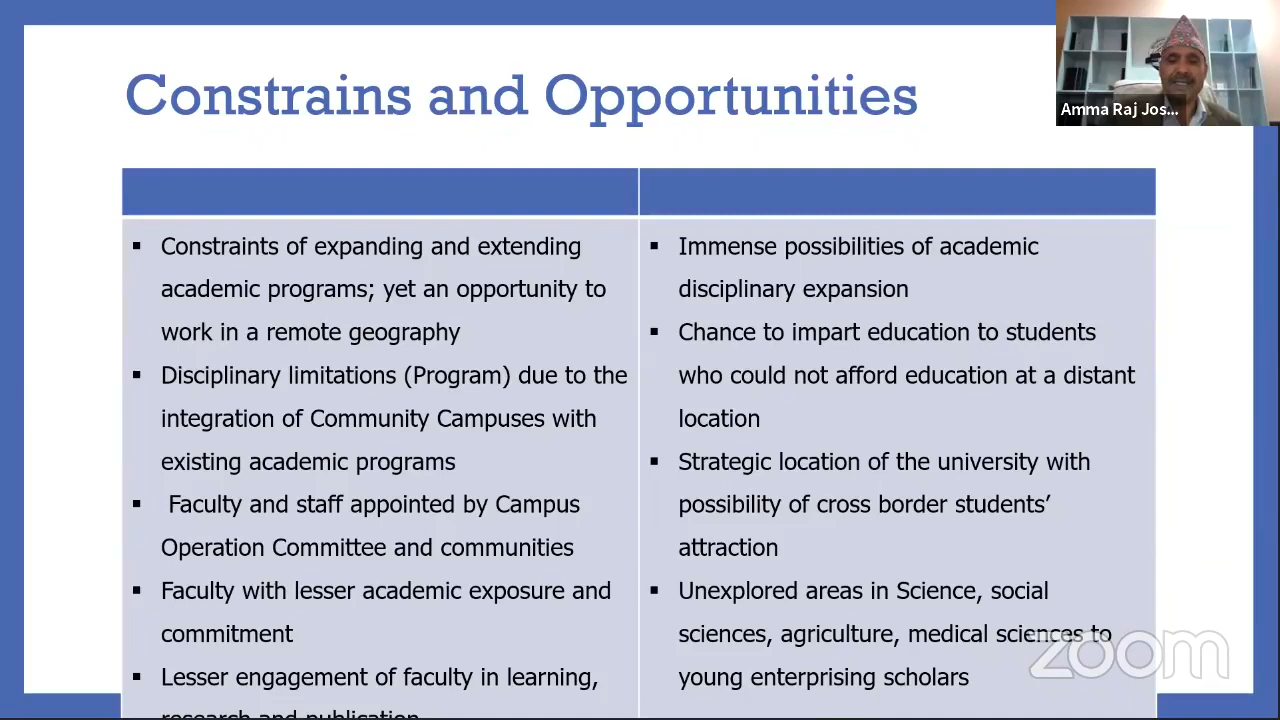 Constrains and Opportunities
Amma Raj Jos...
▪ Constraints of expanding and extending
academic programs; yet an opportunity to
work in a remote geography
▪ Disciplinary limitations (Program) due to the
integration of Community Campuses with
existing academic programs
▪ Faculty and staff appointed by Campus
Operation Committee and communities
▪ Faculty with lesser academic exposure and
commitment
▪ Lesser engagement of faculty in learning,
research and publication
▪ Immense possibilities of academic
disciplinary expansion
▪ Chance to impart education to students
who could not afford education at a distant
location
▪ Strategic location of the university with
possibility of cross border students’
attraction
▪ Unexplored areas in Science, social
sciences, agriculture, medical sciences to
young enterprising scholars
zoom